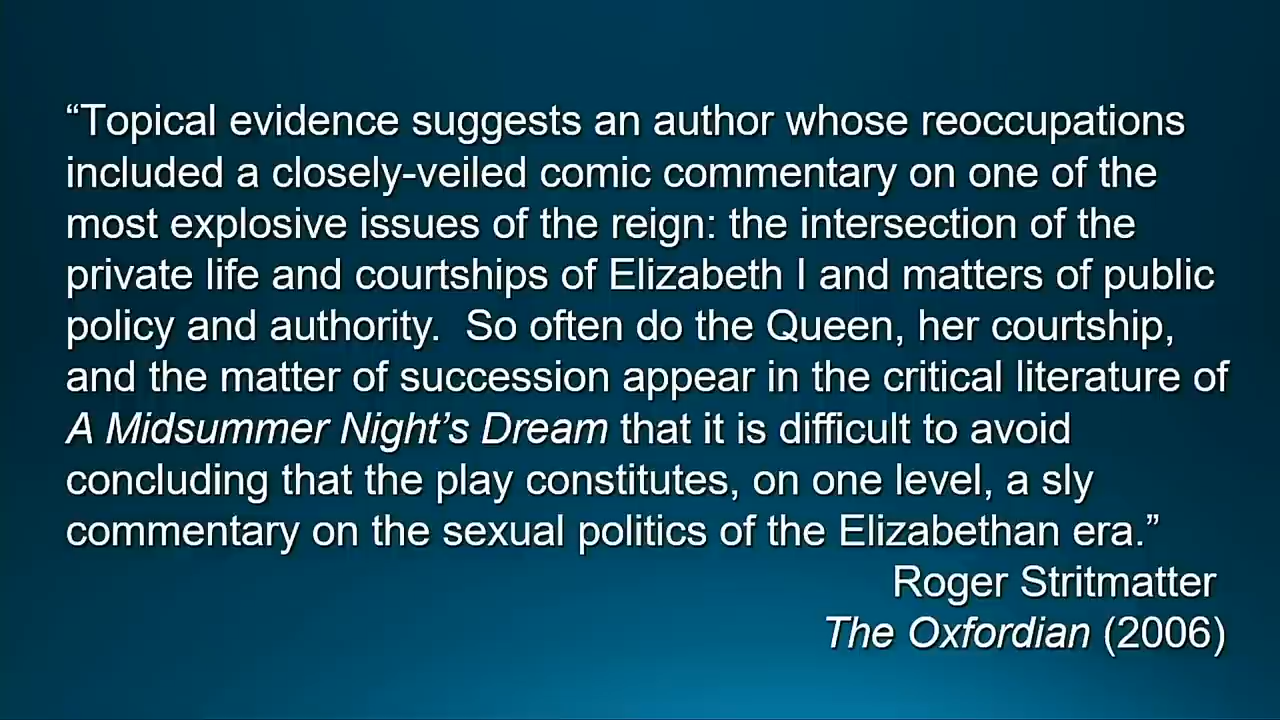 “Topical evidence suggests an author whose reoccupations
included a closely-veiled comic commentary on one of the
most explosive issues of the reign: the intersection of the
private life and courtships of Elizabeth I and matters of public
policy and authority.  So often do the Queen, her courtship,
and the matter of succession appear in the critical literature of
A Midsummer Night’s Dream that it is difficult to avoid
concluding that the play constitutes, on one level, a sly
commentary on the sexual politics of the Elizabethan era.”
Roger Stritmatter
The Oxfordian (2006)